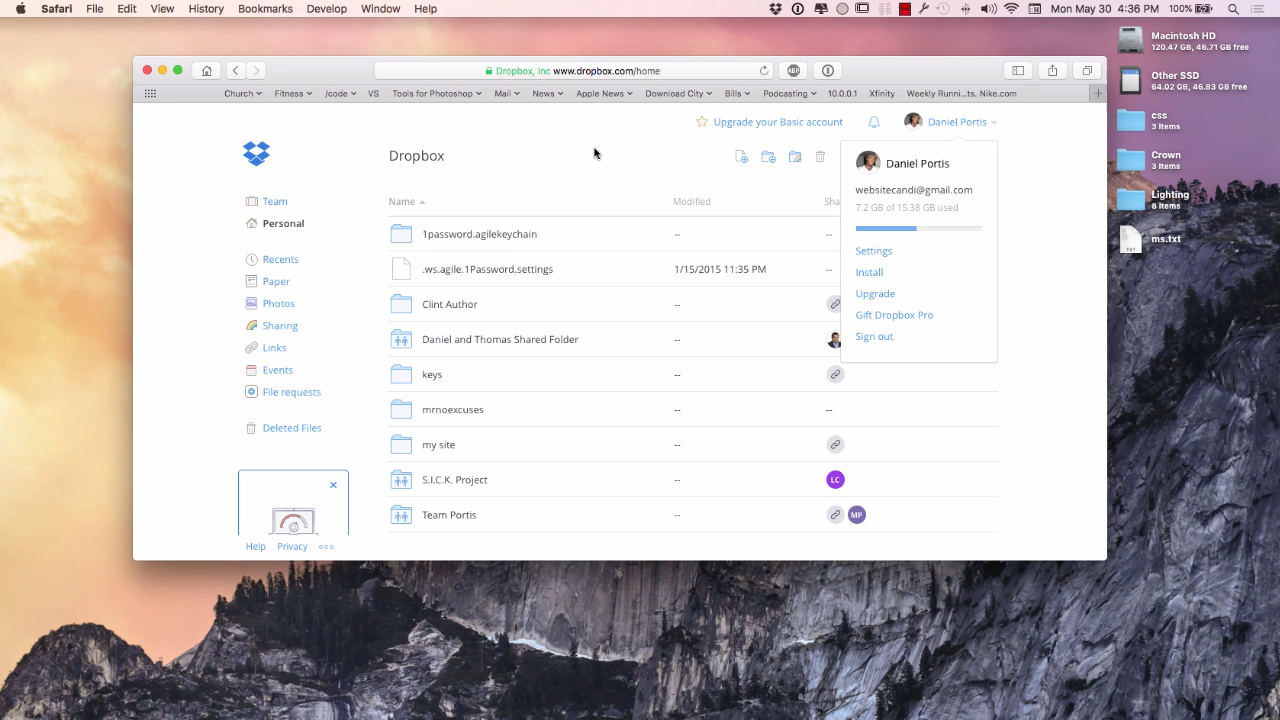 Safari File Edit View History Bookmarks Develop Window Help
Mon May 30 4:36 PM 100%
Macintosh HD
120.47 GB, 46.71 GB free
Other SSD
64.02 GB, 46.83 GB free
css
3 items
Crown
3 items
Lighting
8 items
ms.txt
TXT
Dropbox, Inc www.dropbox.com/home
ABP
Church Fitness /code VS Tools for Photoshop Mail News Apple News Download City Bills Podcasting 10.0.0.1 Xfinity Weekly Runni...ts. Nike.com
Upgrade your Basic account
Daniel Portis
Dropbox
Team
Personal
Recents
Paper
Photos
Sharing
Links
Events
File requests
Deleted Files
Help Privacy
Name Modified Sha
1password.agilekeychain --  --
.ws.agile.1Password.settings 1/15/2015 11:35 PM --
Clint Author --
Daniel and Thomas Shared Folder --
keys --
mrnoexcuses -- --
my site --
S.I.C.K. Project -- LC
Team Portis -- MP
Daniel Portis
websitecandi@gmail.com
7.2 GB of 15.38 GB used
Settings
Install
Upgrade
Gift Dropbox Pro
Sign out